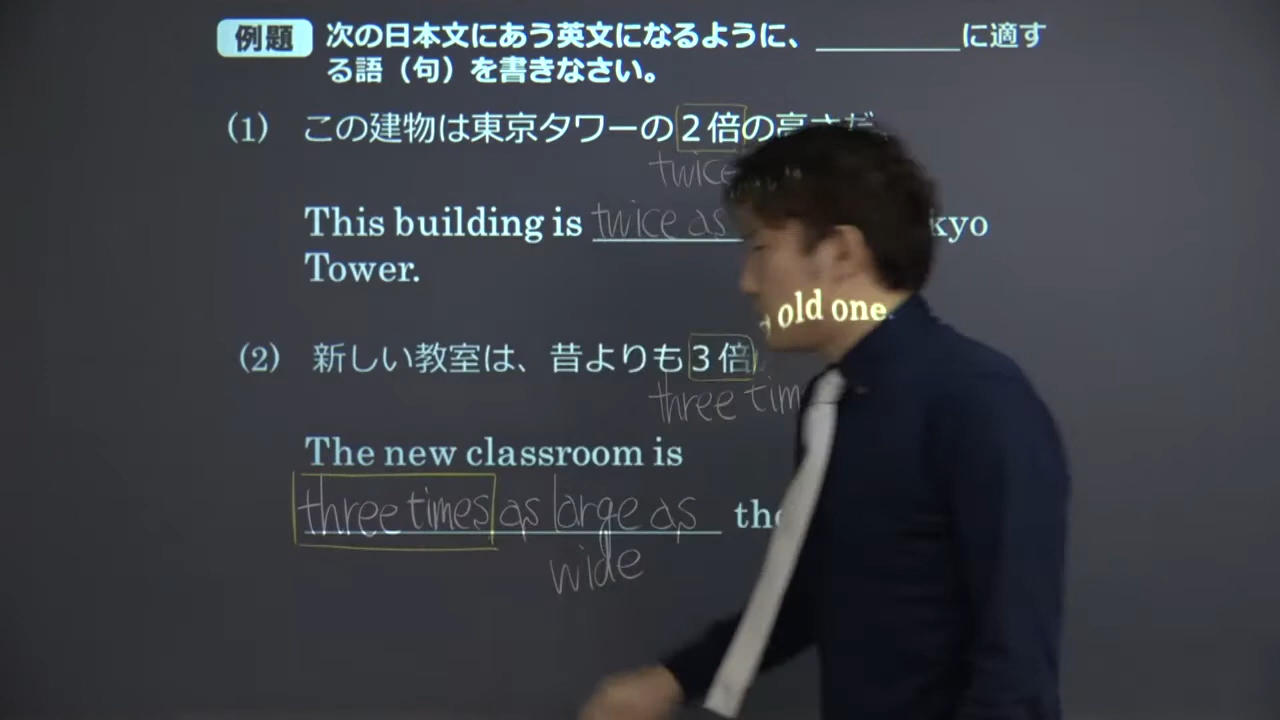 例題 次の日本文にあう英文になるように、＿＿＿＿＿に適す
る語（句）を書きなさい。
(1) この建物は東京タワーの２倍の高さだ
twice
This building is twice as kyo
Tower.
old one.
(2) 新しい教室は、昔よりも３倍
three tim
The new classroom is
three times as large as the
wide